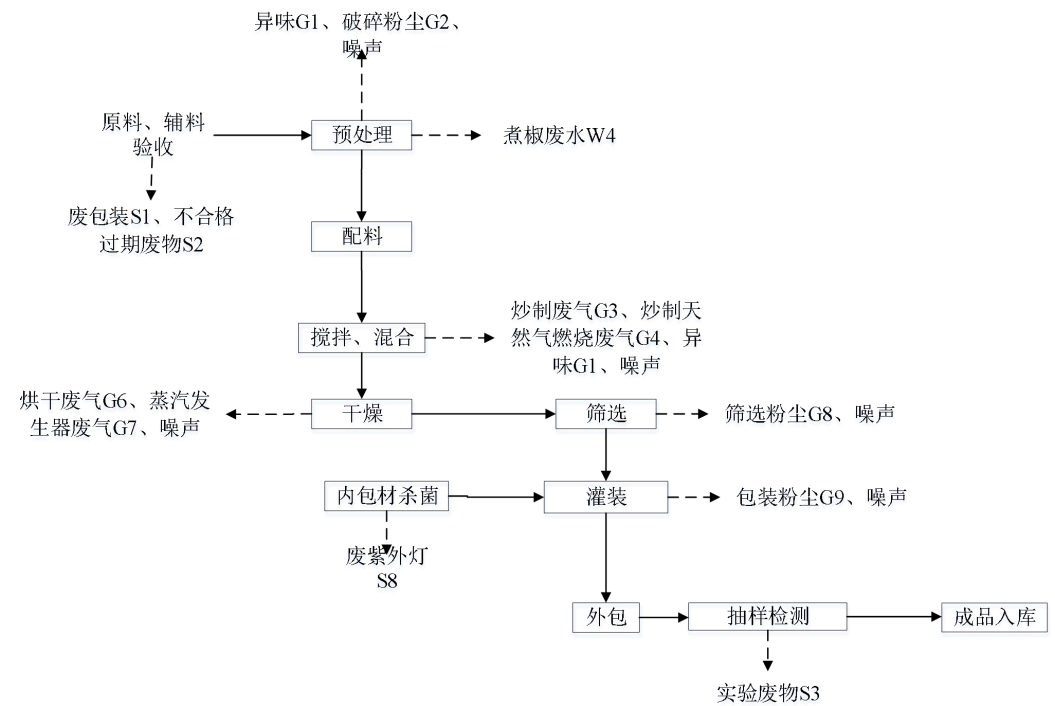 异味G1、破碎粉尘G2、
噪声
原料、辅料
验收
预处理
煮椒废水W4
废包装S1、不合格
过期废物S2
配料
搅拌、混合
炒制废气G3、炒制天
然气燃烧废气G4、异
味G1、噪声
烘干废气G6、蒸汽发
生器废气G7、噪声
干燥
筛选
筛选粉尘G8、噪声
内包材杀菌
灌装
包装粉尘G9、噪声
废紫外灯
S8
外包
抽样检测
成品入库
实验废物S3